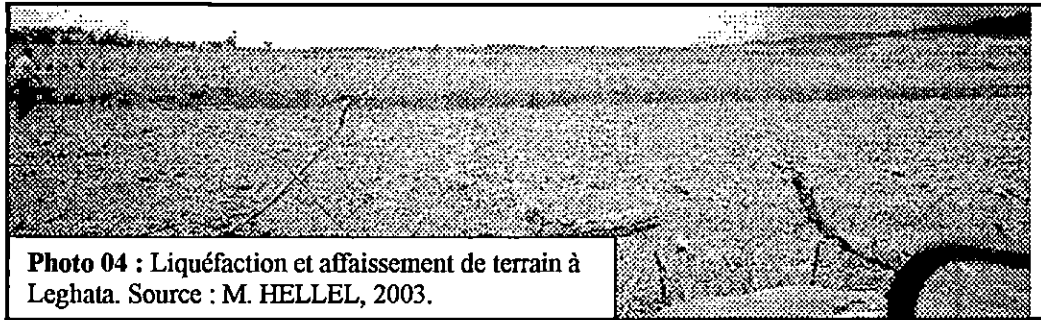 Photo 04 : Liquéfaction et affaissement de terrain à
Leghata. Source : M. HELLEL, 2003.